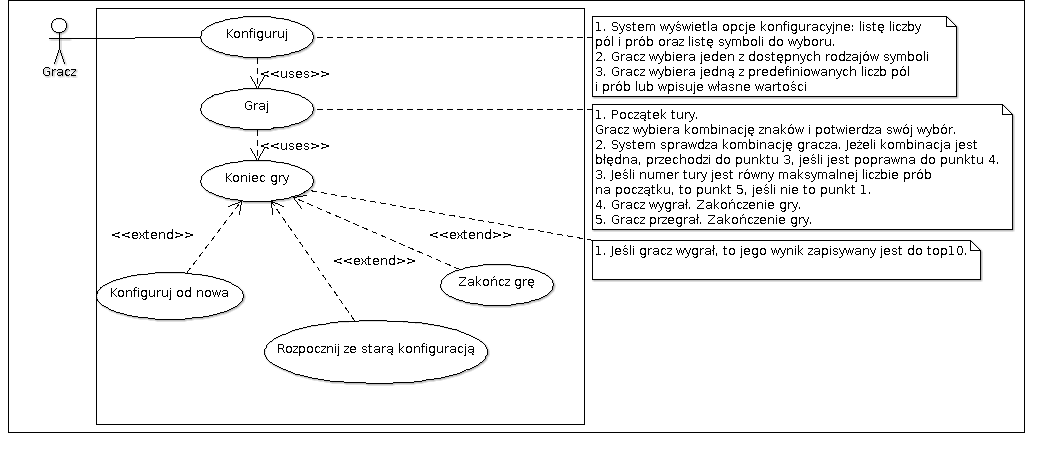 Gracz
Konfiguruj
<<uses>>
Graj
<<uses>>
Koniec gry
<<extend>>
<<extend>>
<<extend>>
Konfiguruj od nowa
Zakończ grę
Rozpocznij ze starą konfiguracją
1. System wyświetla opcje konfiguracyjne: listę liczby
pól i prób oraz listę symboli do wyboru.
2. Gracz wybiera jeden z dostępnych rodzajów symboli
3. Gracz wybiera jedną z predefiniowanych liczb pól
i prób lub wpisuje własne wartości
1. Początek tury.
Gracz wybiera kombinację znaków i potwierdza swój wybór.
2. System sprawdza kombinację gracza. Jeżeli kombinacja jest
błędna, przechodzi do punktu 3, jeśli jest poprawna do punktu 4.
3. Jeśli numer tury jest równy maksymalnej liczbie prób
na początku, to punkt 5, jeśli nie to punkt 1.
4. Gracz wygrał. Zakończenie gry.
5. Gracz przegrał. Zakończenie gry.
1. Jeśli gracz wygrał, to jego wynik zapisywany jest do top10.